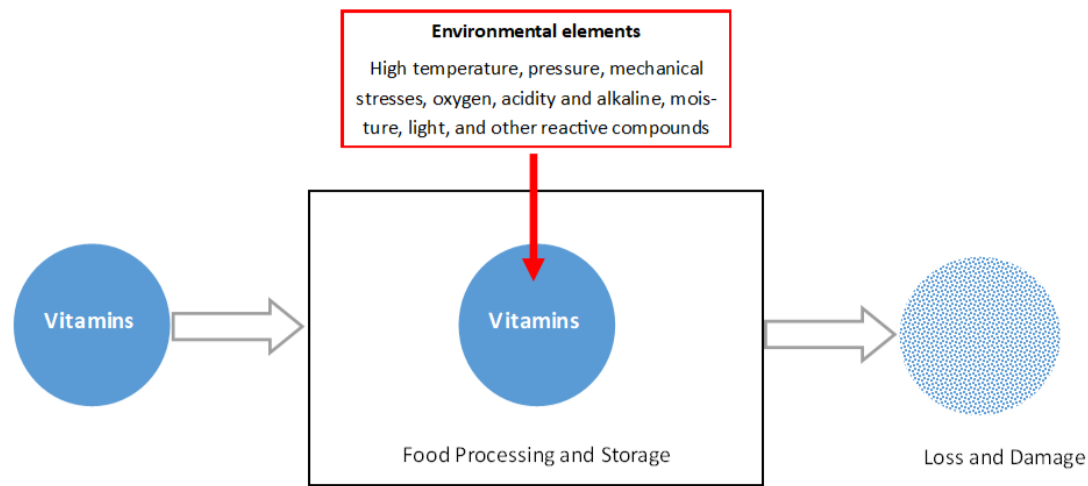 Environmental elements
High temperature, pressure, mechanical
stresses, oxygen, acidity and alkaline, mois-
ture, light, and other reactive compounds
Vitamins
Vitamins
Food Processing and Storage
Loss and Damage